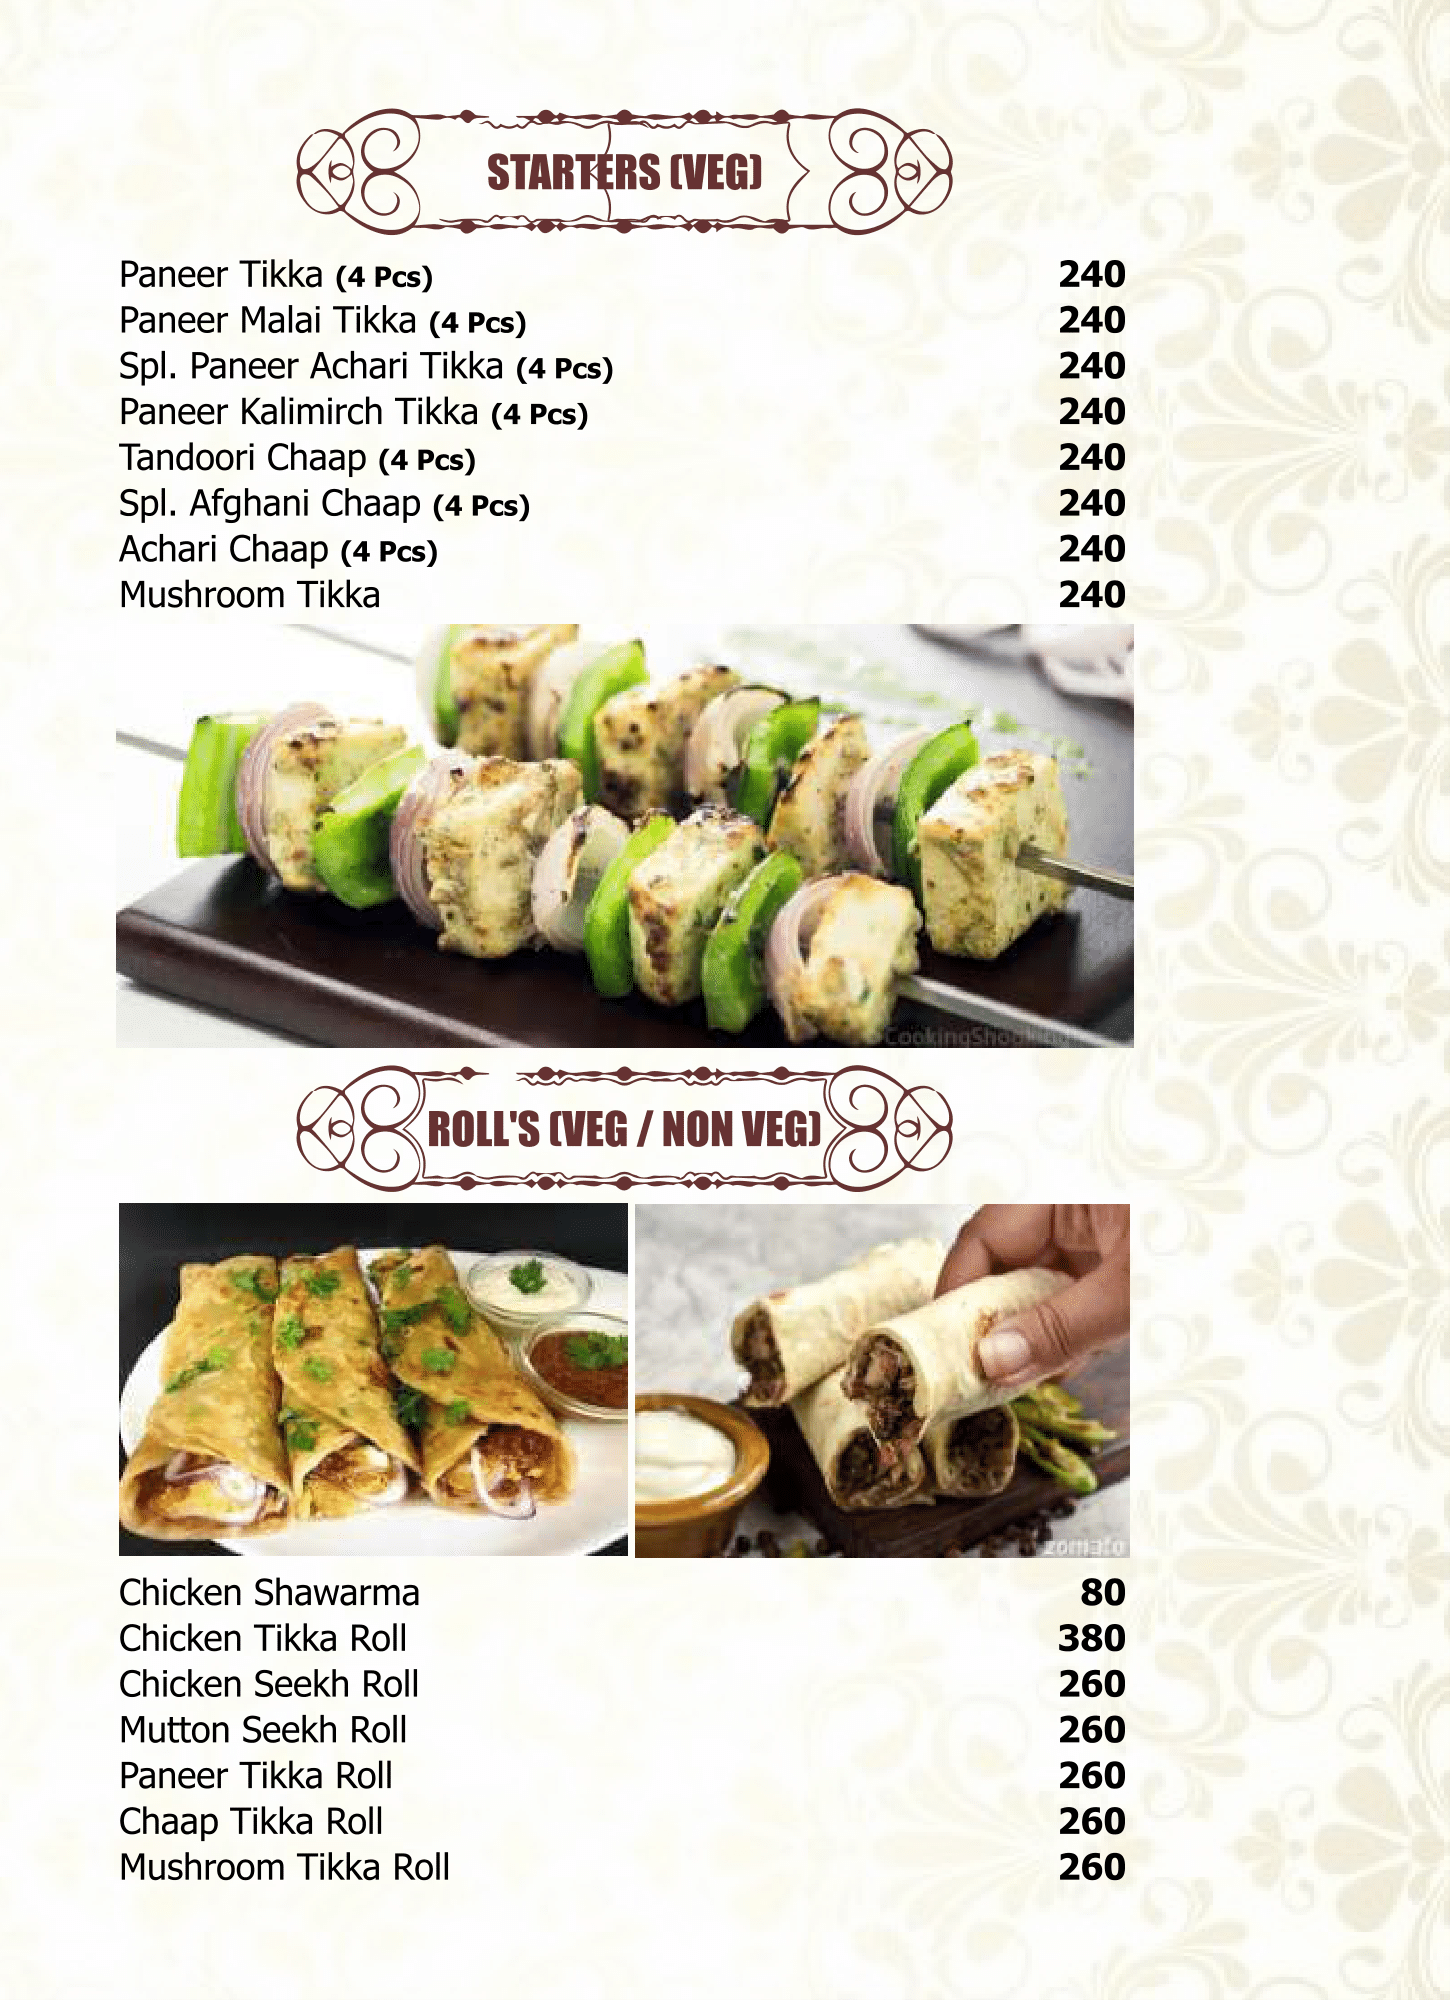 STARTERS (VEG)
Paneer Tikka (4 Pcs) 240
Paneer Malai Tikka (4 Pcs) 240
Spl. Paneer Achari Tikka (4 Pcs) 240
Paneer Kalimirch Tikka (4 Pcs) 240
Tandoori Chaap (4 Pcs) 240
Spl. Afghani Chaap (4 Pcs) 240
Achari Chaap (4 Pcs) 240
Mushroom Tikka 240
ROLL'S (VEG / NON VEG)
zomato
Chicken Shawarma 80
Chicken Tikka Roll 380
Chicken Seekh Roll 260
Mutton Seekh Roll 260
Paneer Tikka Roll 260
Chaap Tikka Roll 260
Mushroom Tikka Roll 260